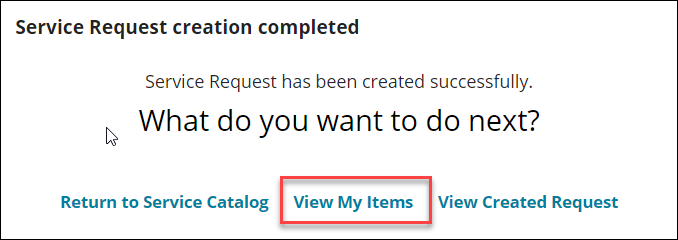 Service Request creation completed
Service Request has been created successfully.
What do you want to do next?
Return to Service Catalog View My Items View Created Request